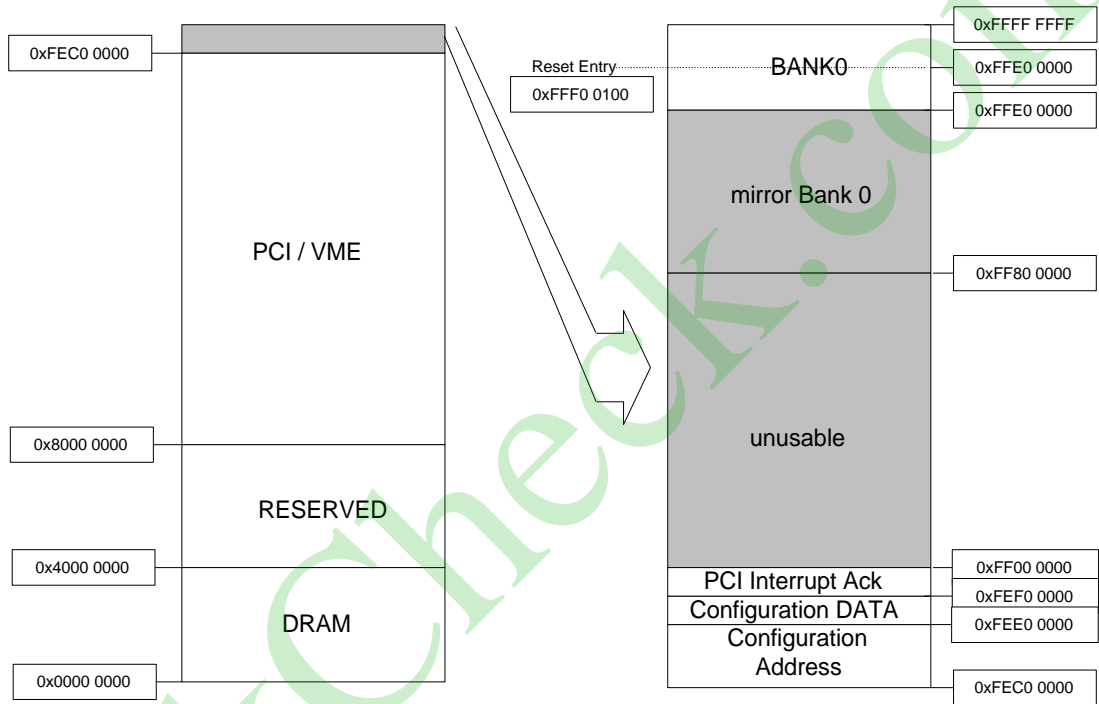 0xFEC0 0000
PCI / VME
0x8000 0000
RESERVED
0x4000 0000
DRAM
0x0000 0000
Reset Entry
0xFFF0 0100
0xFFFF FFFF
BANK0
0xFFE0 0000
0xFFE0 0000
mirror Bank 0
0xFF80 0000
unusable
0xFF00 0000
PCI Interrupt Ack
0xFEF0 0000
Configuration DATA
0xFEE0 0000
Configuration
Address
0xFEC0 0000
kCheck.com